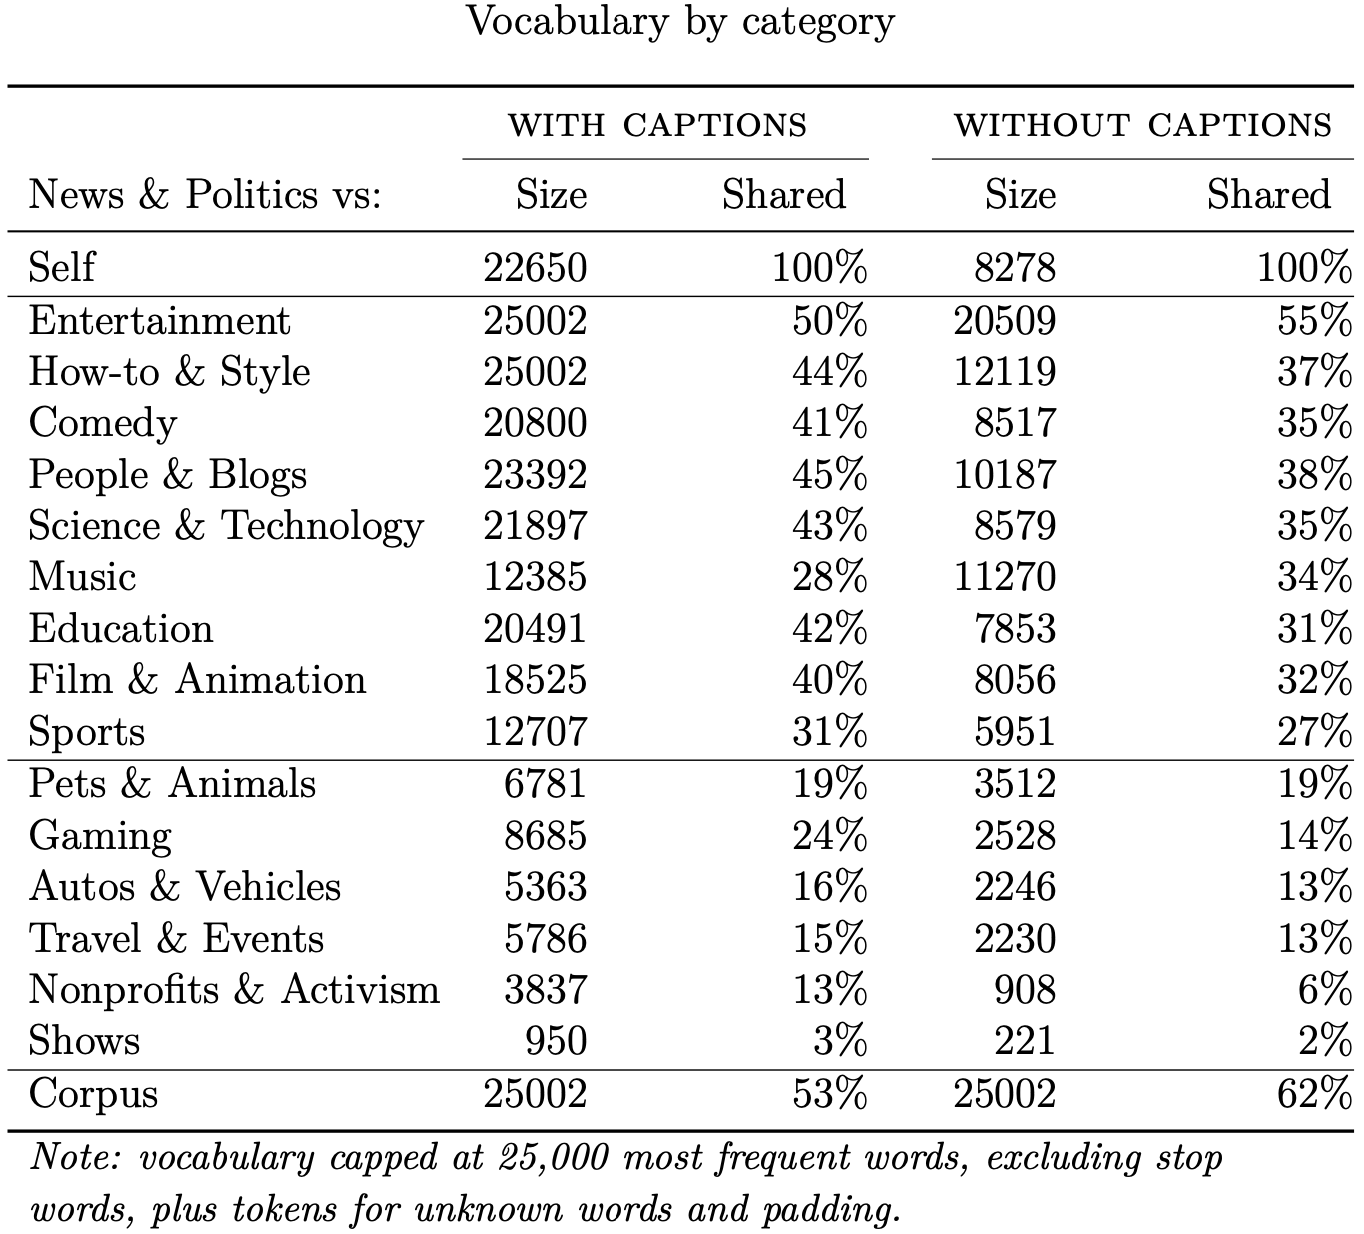 Vocabulary by category
WITH CAPTIONS WITHOUT CAPTIONS
News & Politics vs: Size Shared Size Shared
Self 22650 100% 8278 100%
Entertainment 25002 50% 20509 55%
How-to & Style 25002 44% 12119 37%
Comedy 20800 41% 8517 35%
People & Blogs 23392 45% 10187 38%
Science & Technology 21897 43% 8579 35%
Music 12385 28% 11270 34%
Education 20491 42% 7853 31%
Film & Animation 18525 40% 8056 32%
Sports 12707 31% 5951 27%
Pets & Animals 6781 19% 3512 19%
Gaming 8685 24% 2528 14%
Autos & Vehicles 5363 16% 2246 13%
Travel & Events 5786 15% 2230 13%
Nonprofits & Activism 3837 13% 908 6%
Shows 950 3% 221 2%
Corpus 25002 53% 25002 62%
Note: vocabulary capped at 25,000 most frequent words, excluding stop
words, plus tokens for unknown words and padding.